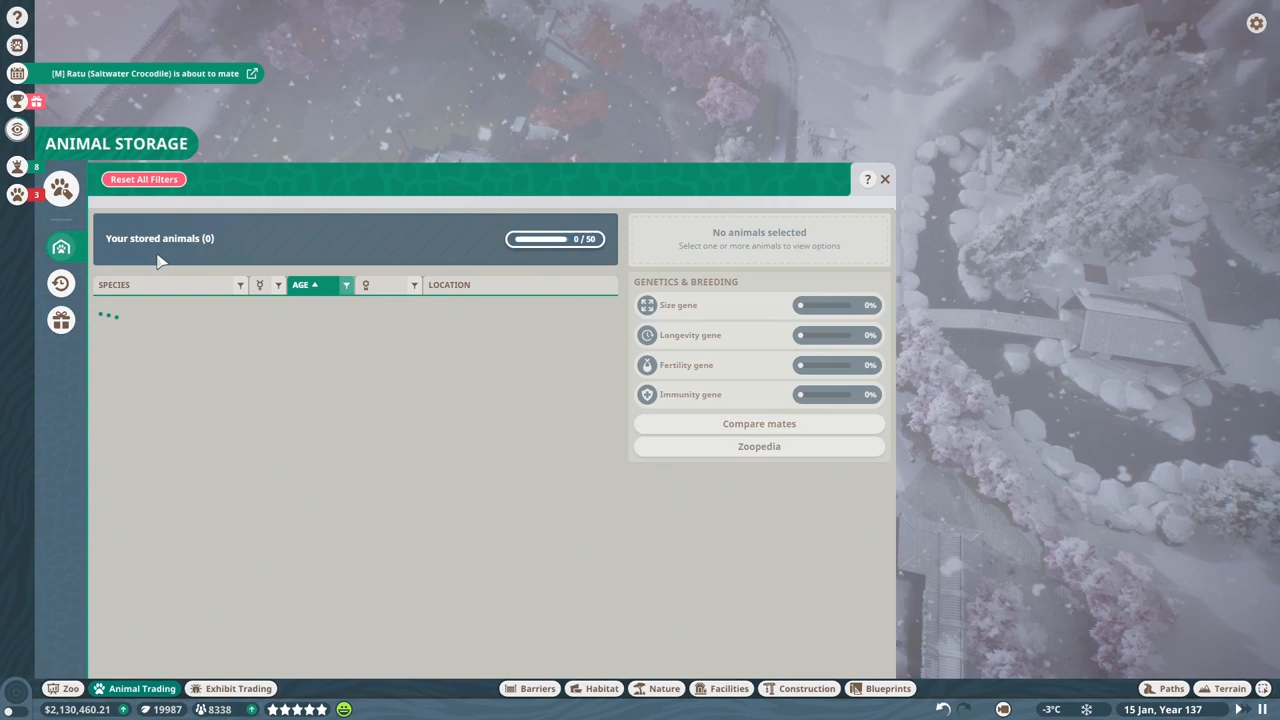 [M] Ratu (Saltwater Crocodile) is about to mate
8
3
ANIMAL STORAGE
Reset All Filters
?
Your stored animals (0)
0 / 50
SPECIES
AGE
LOCATION
No animals selected
Select one or more animals to view options
GENETICS & BREEDING
Size gene
0%
Longevity gene
0%
Fertility gene
0%
Immunity gene
0%
Compare mates
Zoopedia
Zoo
Animal Trading
Exhibit Trading
Barriers
Habitat
Nature
Facilities
Construction
Blueprints
Paths
Terrain
$2,130,460.21
19987
8338
-3°C
15 Jan, Year 137